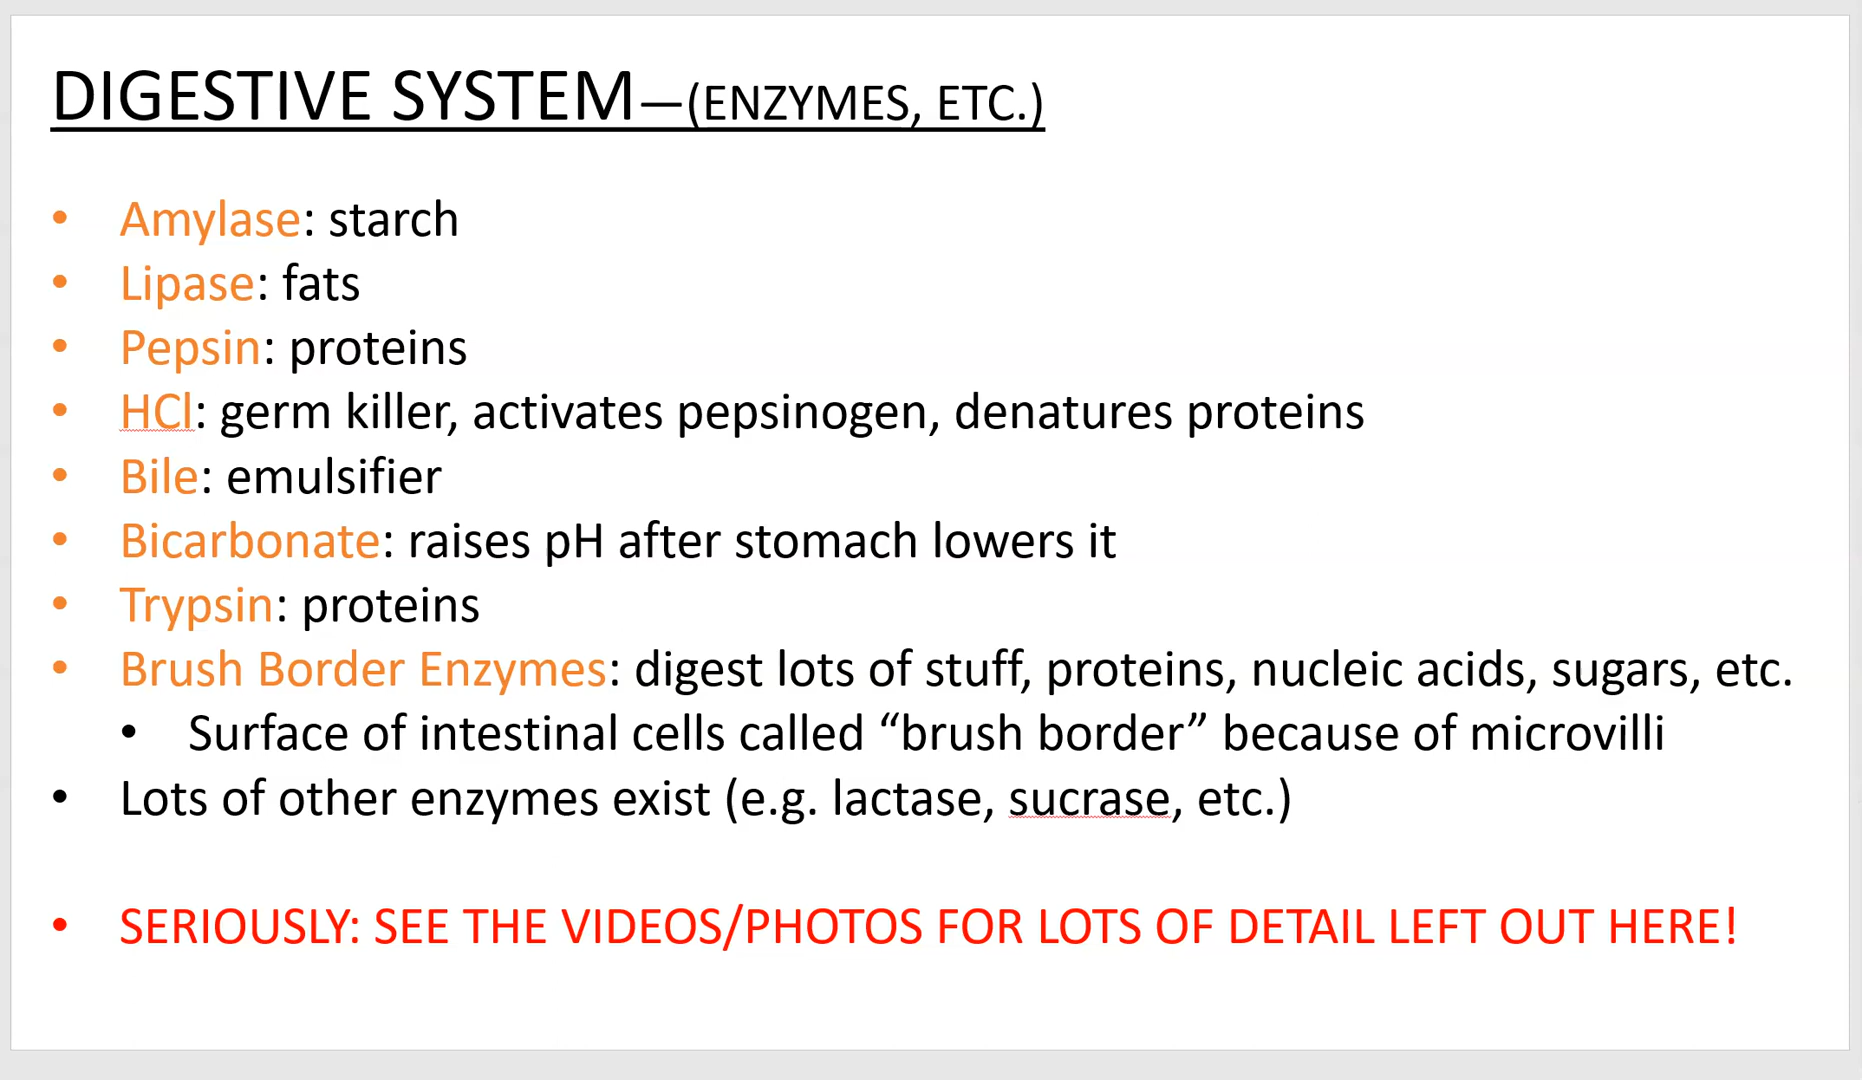 DIGESTIVE SYSTEM—(ENZYMES, ETC.)
• Amylase: starch
• Lipase: fats
• Pepsin: proteins
• HCl: germ killer, activates pepsinogen, denatures proteins
• Bile: emulsifier
• Bicarbonate: raises pH after stomach lowers it
• Trypsin: proteins
• Brush Border Enzymes: digest lots of stuff, proteins, nucleic acids, sugars, etc.
• Surface of intestinal cells called “brush border” because of microvilli
• Lots of other enzymes exist (e.g. lactase, sucrase, etc.)
• SERIOUSLY: SEE THE VIDEOS/PHOTOS FOR LOTS OF DETAIL LEFT OUT HERE!